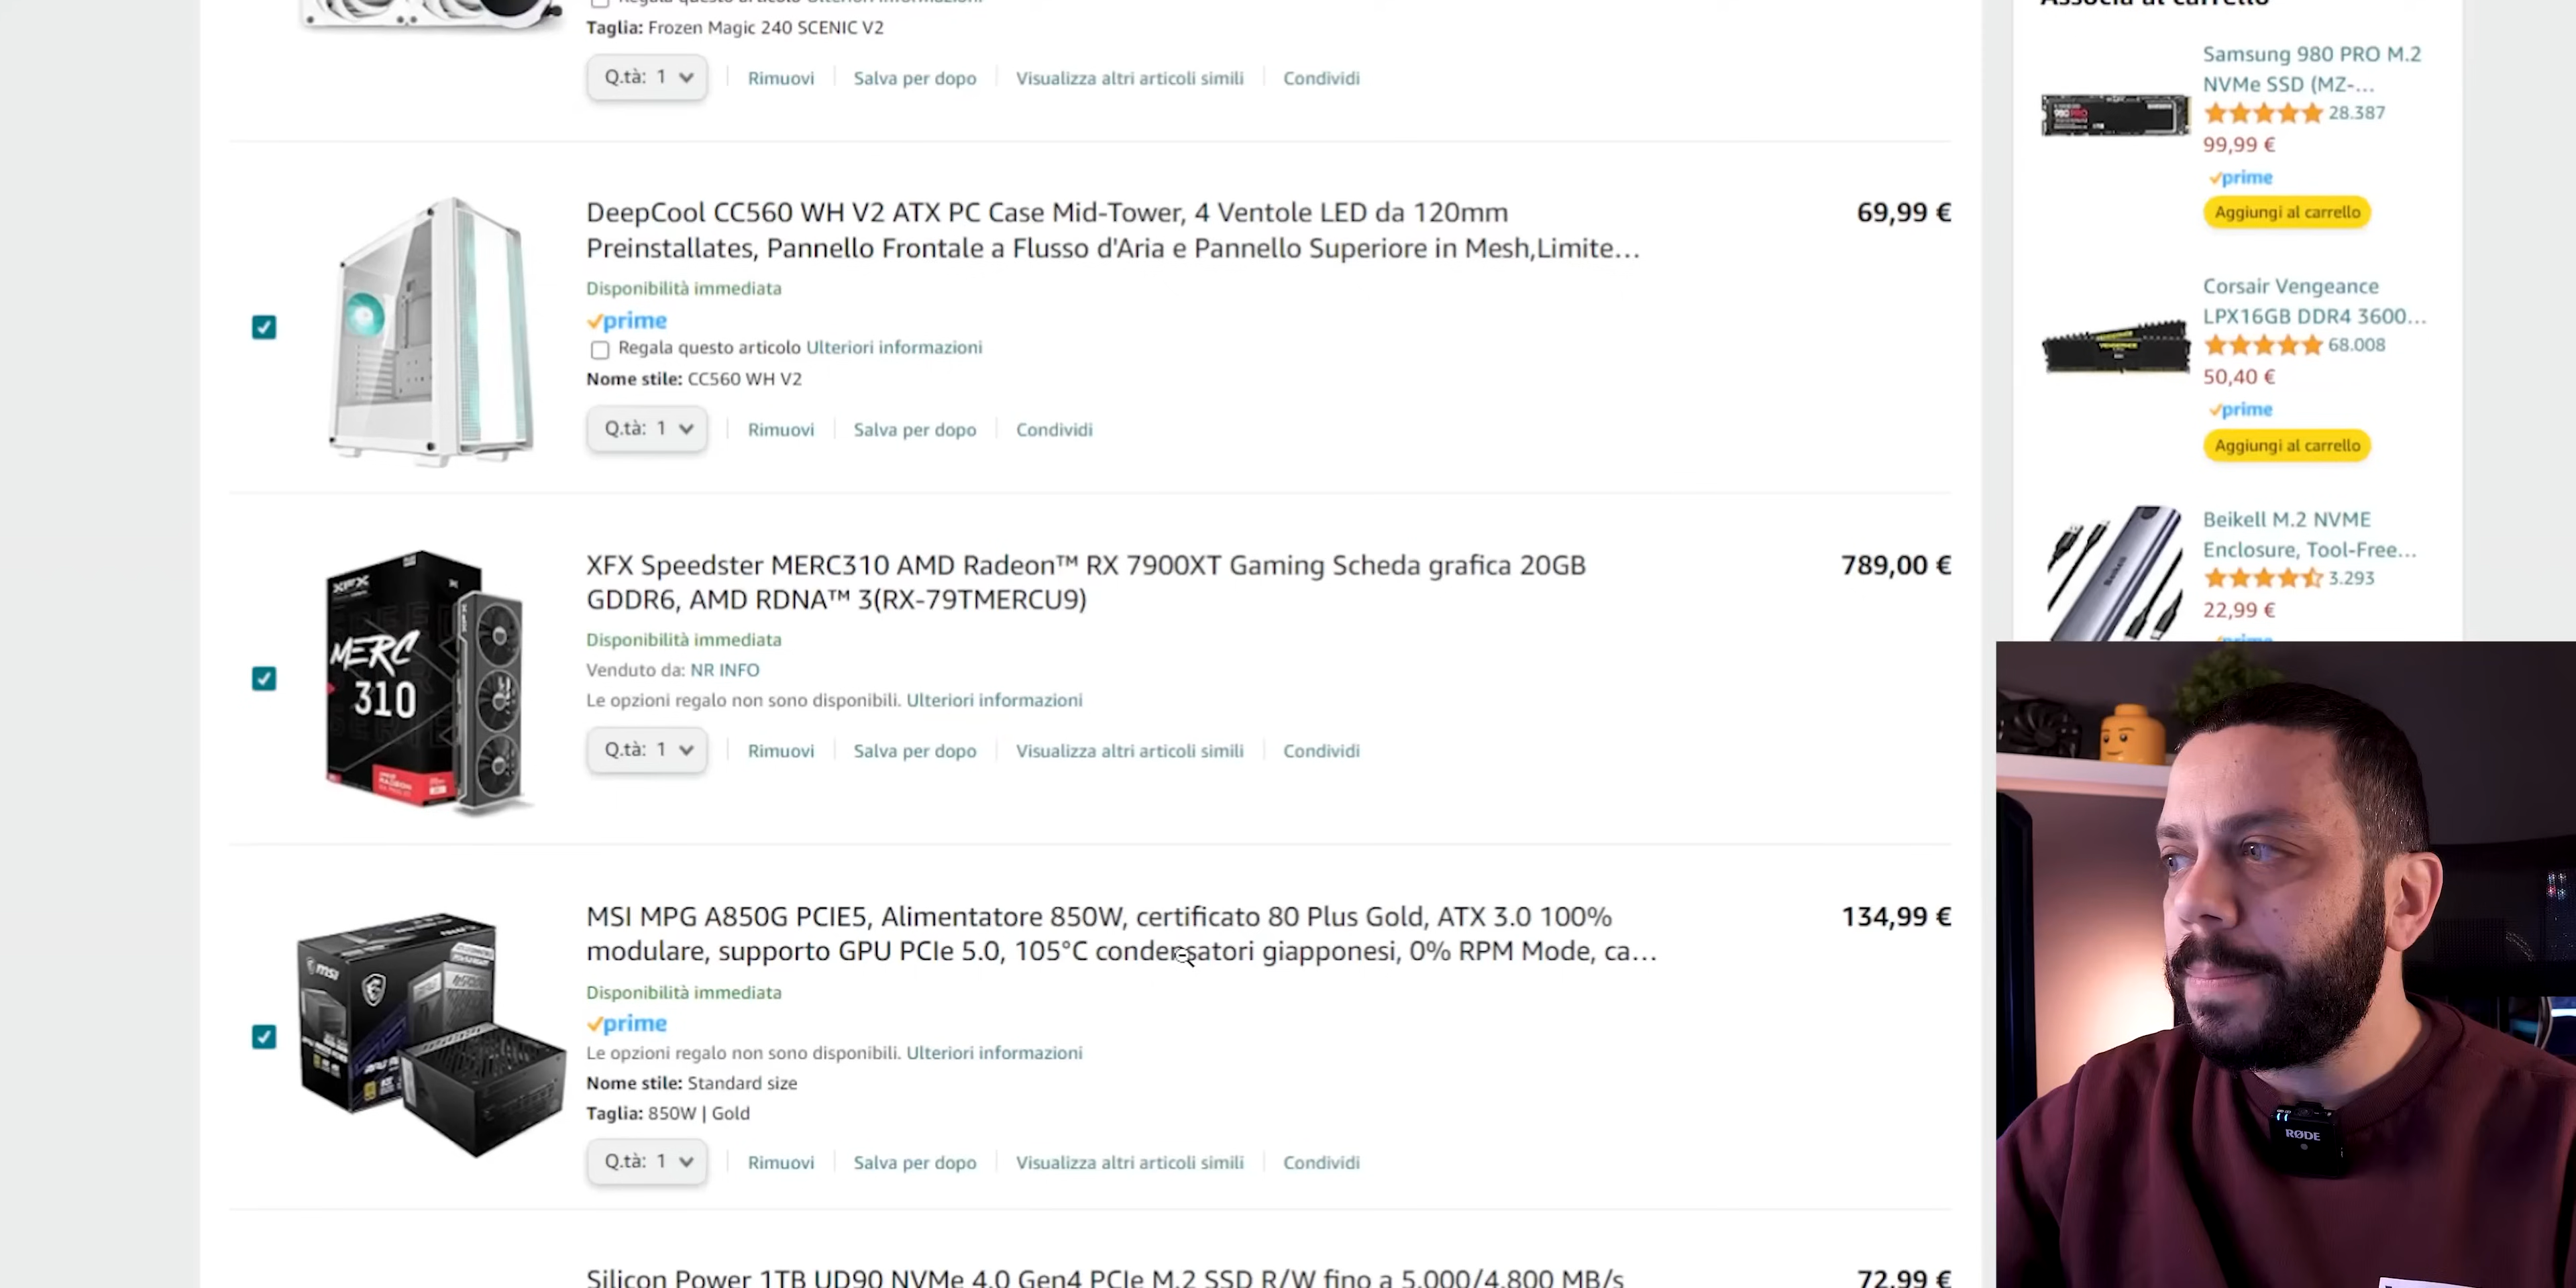 Taglia: Frozen Magic 240 SCENIC V2
Q.tà: 1
Rimuovi
Salva per dopo
Visualizza altri articoli simili
Condividi
DeepCool CC560 WH V2 ATX PC Case Mid-Tower, 4 Ventole LED da 120mm
Preinstallates, Pannello Frontale a Flusso d'Aria e Pannello Superiore in Mesh,Limite…
69,99 €
Disponibilità immediata
prime
Regala questo articolo Ulteriori informazioni
Nome stile: CC560 WH V2
Q.tà: 1
Rimuovi
Salva per dopo
Condividi
XFX
MERC
310
XFX Speedster MERC310 AMD Radeon™ RX 7900XT Gaming Scheda grafica 20GB
GDDR6, AMD RDNA™ 3(RX-79TMERCU9)
789,00 €
Disponibilità immediata
Venduto da: NR INFO
Le opzioni regalo non sono disponibili. Ulteriori informazioni
Q.tà: 1
Rimuovi
Salva per dopo
Visualizza altri articoli simili
Condividi
msi
MSI MPG A850G PCIE5, Alimentatore 850W, certificato 80 Plus Gold, ATX 3.0 100%
modulare, supporto GPU PCIe 5.0, 105°C condensatori giapponesi, 0% RPM Mode, ca…
134,99 €
Disponibilità immediata
prime
Le opzioni regalo non sono disponibili. Ulteriori informazioni
Nome stile: Standard size
Taglia: 850W | Gold
Q.tà: 1
Rimuovi
Salva per dopo
Visualizza altri articoli simili
Condividi
Silicon Power 1TB UD90 NVMe 4.0 Gen4 PCIe M.2 SSD R/W fino a 5.000/4.800 MB/s
72,99 €
Associa al carrello
980 PRO
Samsung 980 PRO M.2
NVMe SSD (MZ-...
28.387
99,99 €
prime
Aggiungi al carrello
VENGEANCE
Corsair Vengeance
LPX16GB DDR4 3600...
68.008
50,40 €
prime
Aggiungi al carrello
Beikell
Beikell M.2 NVME
Enclosure, Tool-Free...
3.293
22,99 €
prime
RØDE